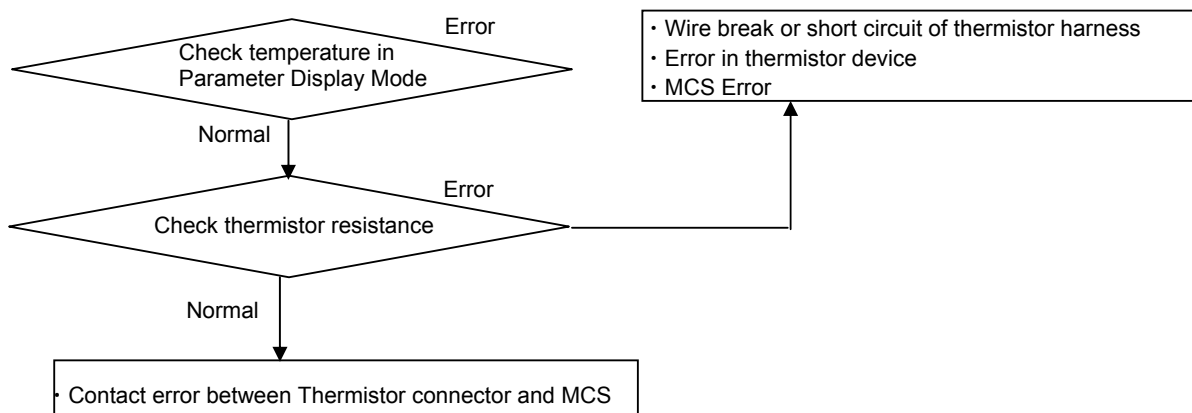 Error
Check temperature in
Parameter Display Mode
・Wire break or short circuit of thermistor harness
・Error in thermistor device
・MCS Error
Normal
Error
Check thermistor resistance
Normal
・Contact error between Thermistor connector and MCS